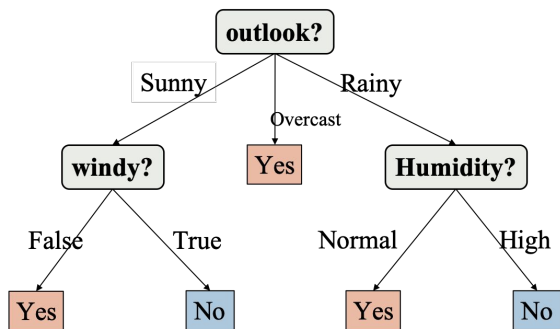 outlook?
Sunny
Rainy
Overcast
windy?
Yes
Humidity?
False
True
Normal
High
Yes
No
Yes
No